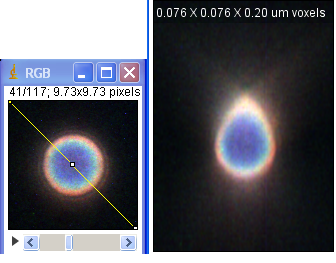 0.076 X 0.076 X 0.20 um voxels
RGB
41/117; 9.73x9.73 pixels